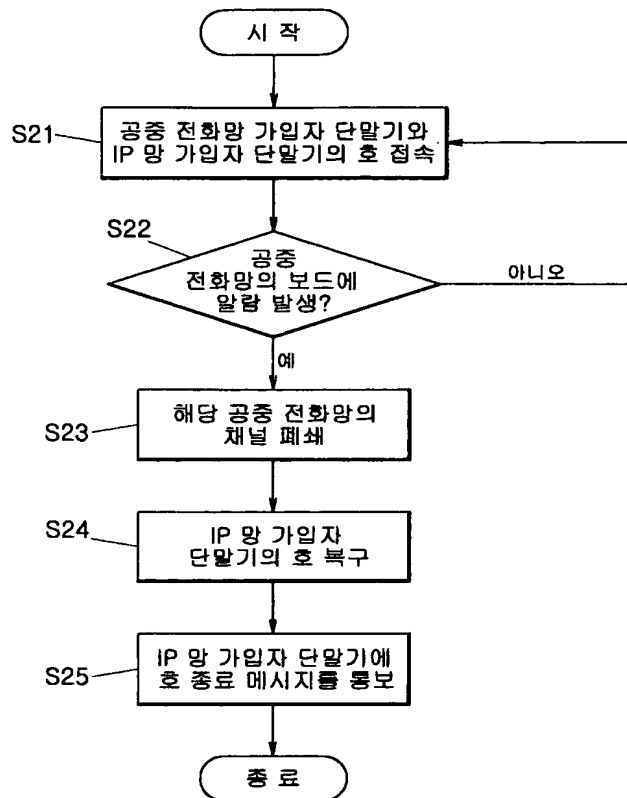 시 작
S21
공중 전화망 가입자 단말기와
IP 망 가입자 단말기의 호 접속
S22
공중
전화망의 보드에
알람 발생?
아니오
예
S23
해당 공중 전화망의
채널 폐쇄
S24
IP 망 가입자
단말기의 호 복구
S25
IP 망 가입자 단말기에
호 종료 메시지를 통보
종 료